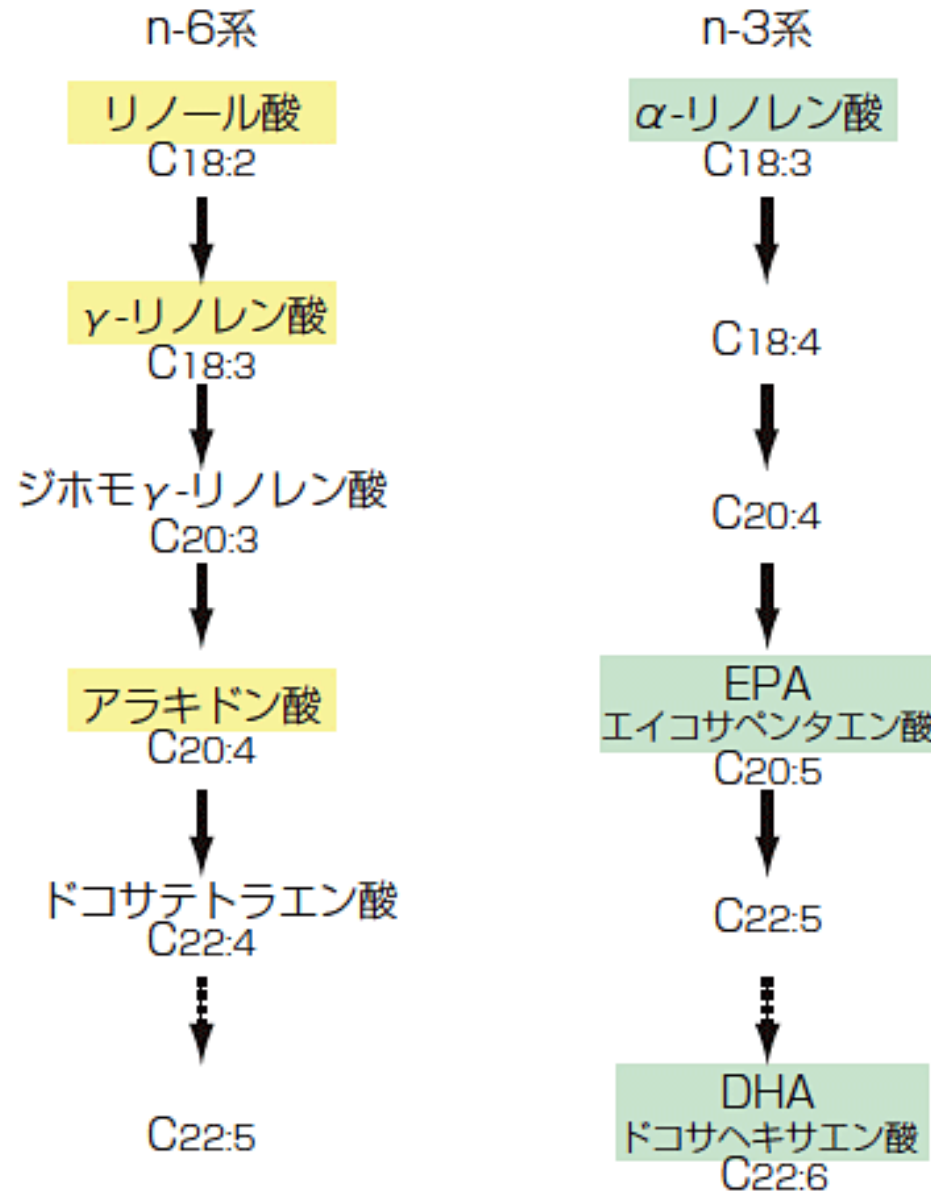 n-6系
リノール酸
C18:2
γ-リノレン酸
C18:3
ジホモγ-リノレン酸
C20:3
アラキドン酸
C20:4
ドコサテトラエン酸
C22:4
C22:5
n-3系
α-リノレン酸
C18:3
C18:4
C20:4
EPA
エイコサペンタエン酸
C20:5
C22:5
DHA
ドコサヘキサエン酸
C22:6